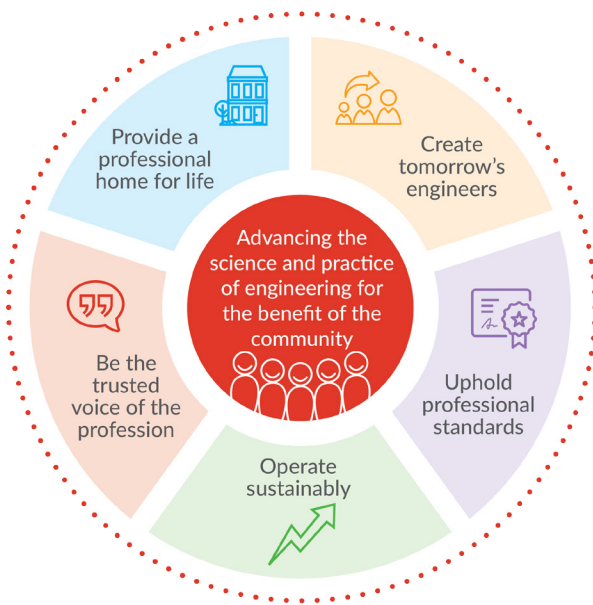 Provide a
professional
home for life
Create
tomorrow's
engineers
Advancing the
science and practice
of engineering for
the benefit of the
community
Be the
trusted
voice of the
profession
Uphold
professional
standards
Operate
sustainably